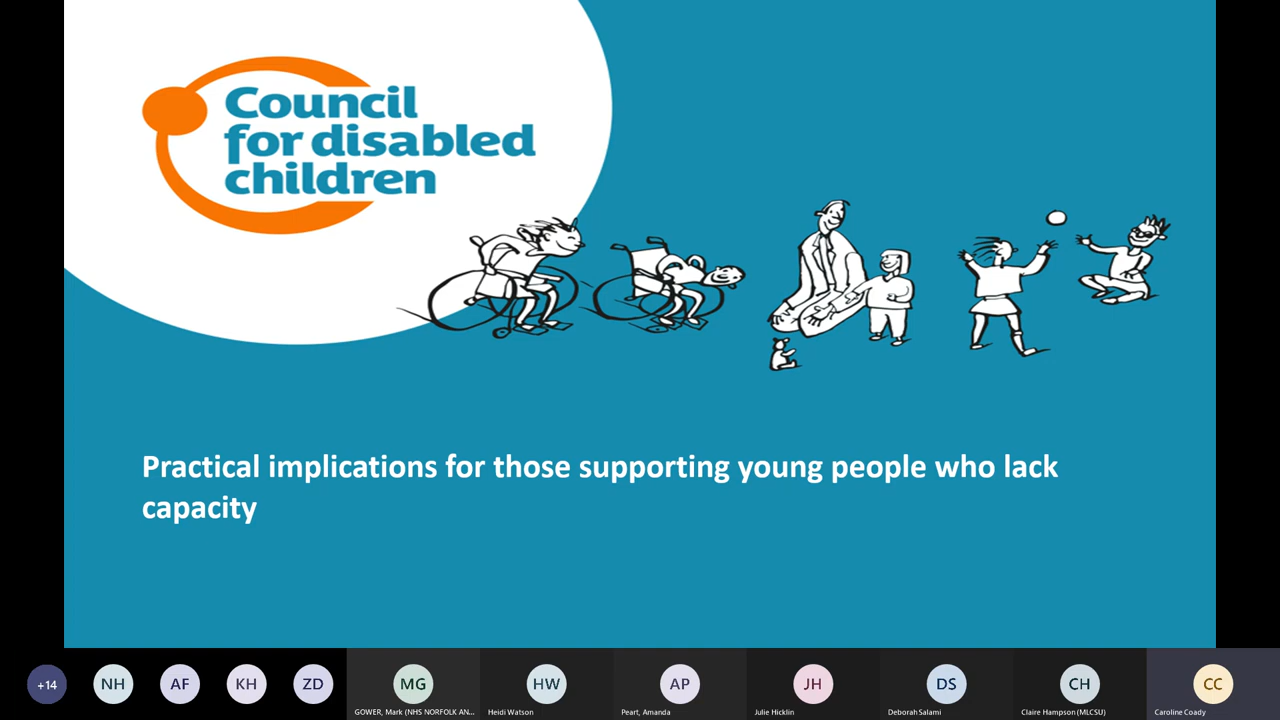 Council
for disabled
children
Practical implications for those supporting young people who lack
capacity
+14
NH
AF
KH
ZD
MG
HW
AP
JH
DS
CH
CC
GOWER, Mark (NHS NORFOLK AN...
Heidi Watson
Peart, Amanda
Julie Hicklin
Deborah Salami
Claire Hampson (MLCSU)
Caroline Coady